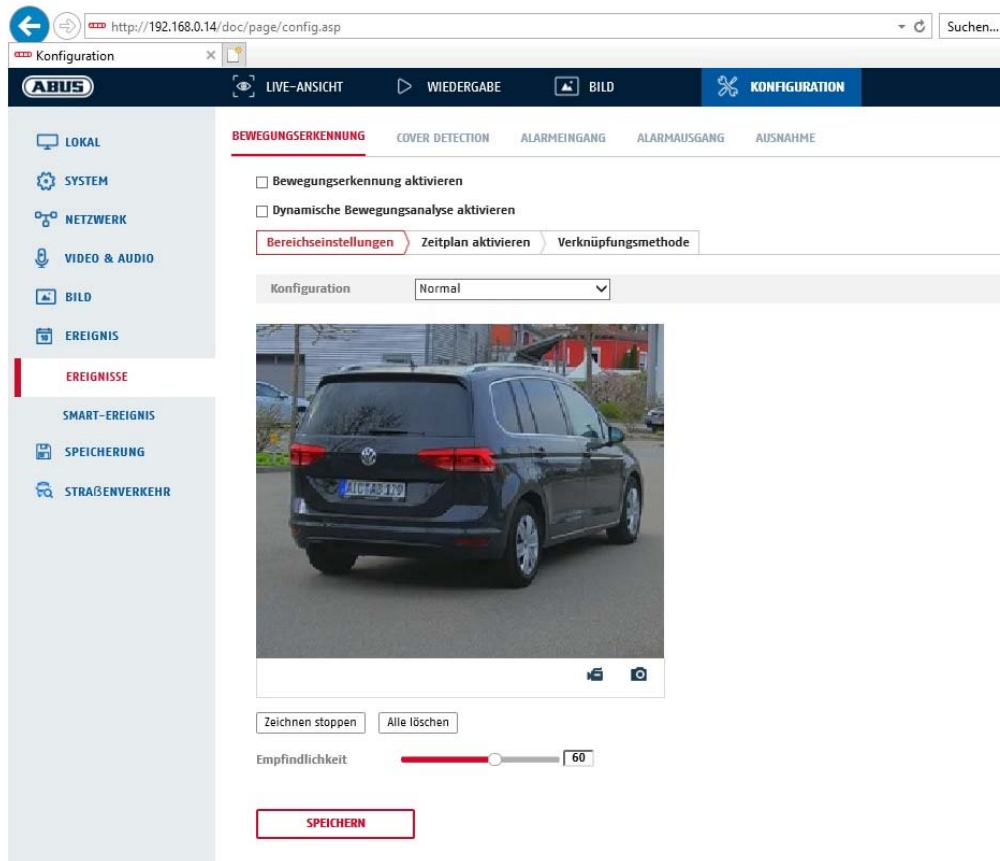 http://192.168.0.14/doc/page/config.asp
Suchen...
Konfiguration
ABUS
LIVE-ANSICHT
WIEDERGABE
BILD
KONFIGURATION
LOKAL
SYSTEM
NETZWERK
VIDEO & AUDIO
BILD
EREIGNIS
EREIGNISSE
SMART-EREIGNIS
SPEICHERUNG
STRAßENVERKEHR
BEWEGUNGSERKENNUNG
COVER DETECTION
ALARMEINGANG
ALARMAUSGANG
AUSNAHME
Bewegungserkennung aktivieren
Dynamische Bewegungsanalyse aktivieren
Bereichseinstellungen
Zeitplan aktivieren
Verknüpfungsmethode
Konfiguration
Normal
Zeichnen stoppen
Alle löschen
Empfindlichkeit
60
SPEICHERN